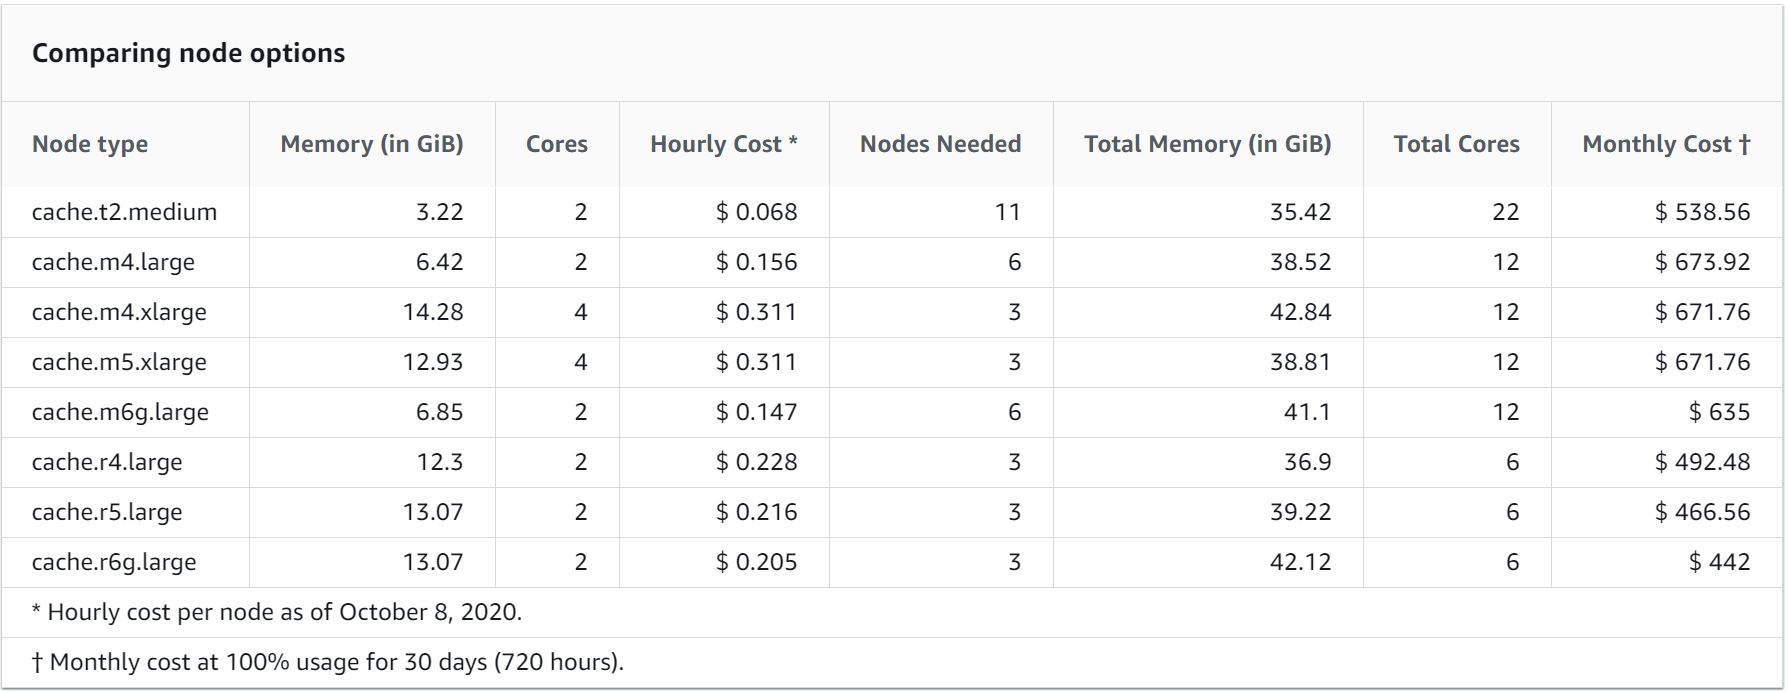 Comparing node options
Node type Memory (in GiB) Cores Hourly Cost * Nodes Needed Total Memory (in GiB) Total Cores Monthly Cost †
cache.t2.medium 3.22 2 $ 0.068 11 35.42 22 $ 538.56
cache.m4.large 6.42 2 $ 0.156 6 38.52 12 $ 673.92
cache.m4.xlarge 14.28 4 $ 0.311 3 42.84 12 $ 671.76
cache.m5.xlarge 12.93 4 $ 0.311 3 38.81 12 $ 671.76
cache.m6g.large 6.85 2 $ 0.147 6 41.1 12 $ 635
cache.r4.large 12.3 2 $ 0.228 3 36.9 6 $ 492.48
cache.r5.large 13.07 2 $ 0.216 3 39.22 6 $ 466.56
cache.r6g.large 13.07 2 $ 0.205 3 42.12 6 $ 442
* Hourly cost per node as of October 8, 2020.
† Monthly cost at 100% usage for 30 days (720 hours).